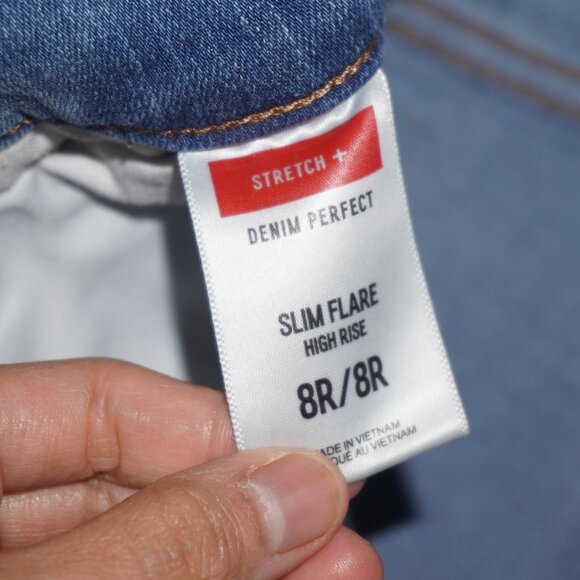 STRETCH +
DENIM PERFECT
SLIM FLARE
HIGH RISE
8R/8R
IN VIETNAM
AU VIETNAM